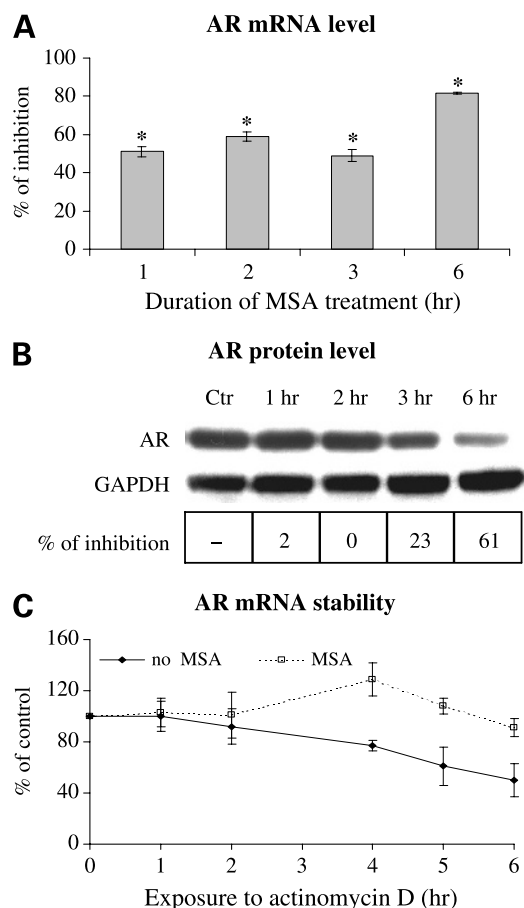 A
AR mRNA level
% of inhibition
100
80
60
40
20
0
* * * *
1 2 3 6
Duration of MSA treatment (hr)
B
AR protein level
Ctr 1 hr 2 hr 3 hr 6 hr
AR
GAPDH
% of inhibition – 2 0 23 61
C
AR mRNA stability
% of control
160
120
80
40
0
no MSA MSA
0 1 2 3 4 5 6
Exposure to actinomycin D (hr)